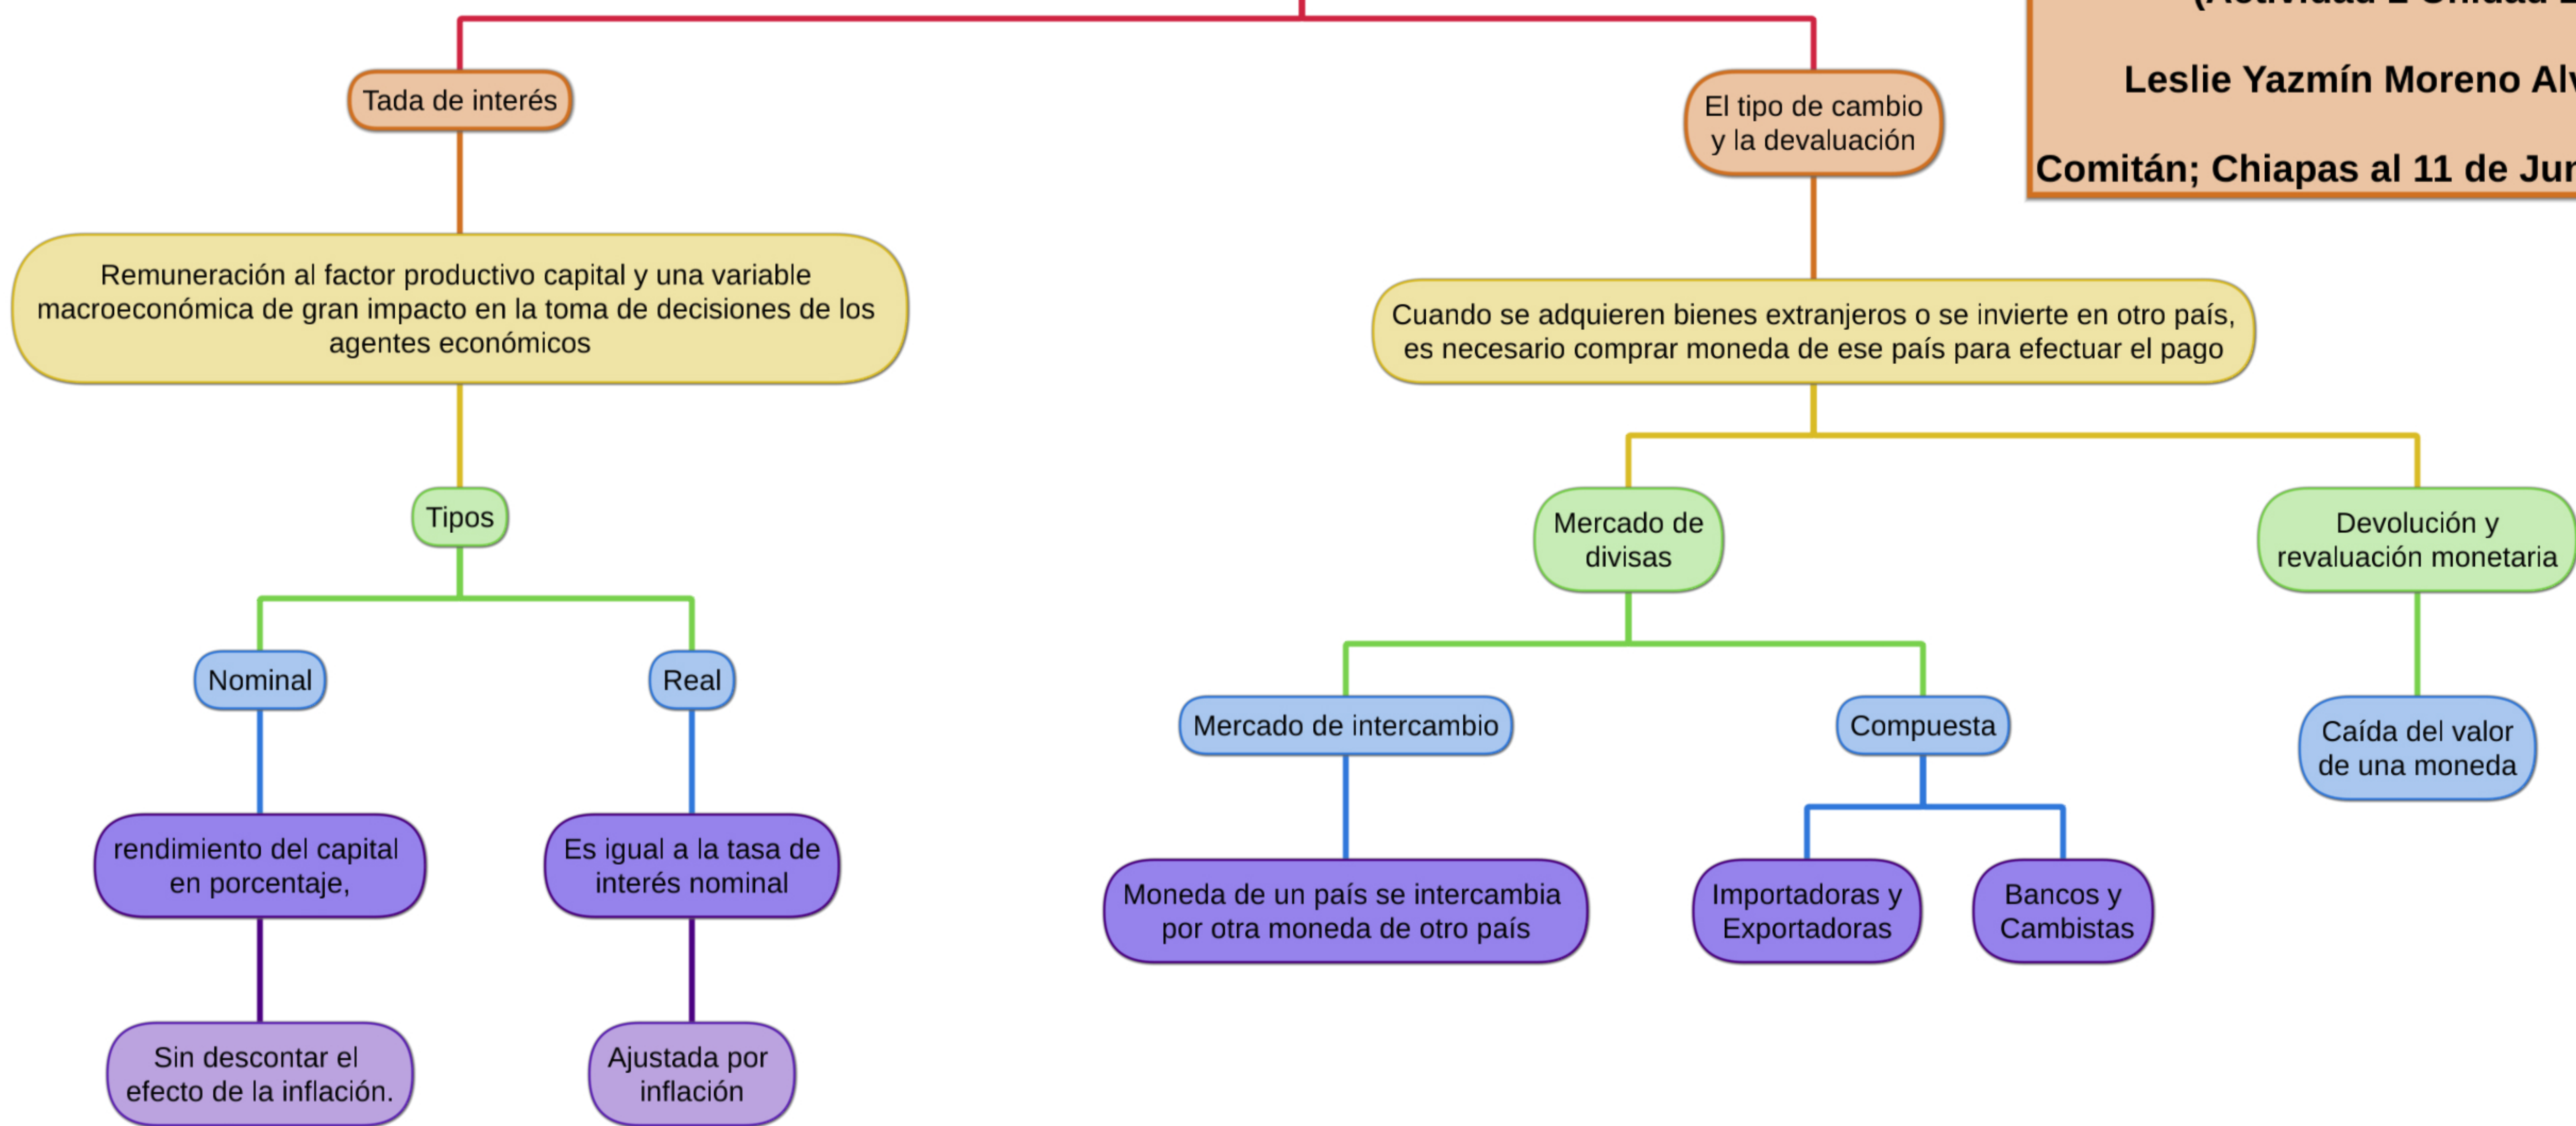 (Actividad 2 Unidad
Leslie Yazmín Moreno
Comitán; Chiapas al 11 de
Tada de interés
El tipo de cambio
y la devaluación
Remuneración al factor productivo capital y una variable
macroeconómica de gran impacto en la toma de decisiones de los
agentes económicos
Cuando se adquieren bienes extranjeros o se invierte en otro país,
es necesario comprar moneda de ese país para efectuar el pago
Tipos
Mercado de
divisas
Devolución y
revaluación monetaria
Nominal
Real
Mercado de intercambio
Compuesta
Caída del valor
de una moneda
rendimiento del capital
en porcentaje,
Es igual a la tasa de
interés nominal
Moneda de un país se intercambia
por otra moneda de otro país
Importadoras y
Exportadoras
Bancos y
Cambistas
Sin descontar el
efecto de la inflación.
Ajustada por
inflación